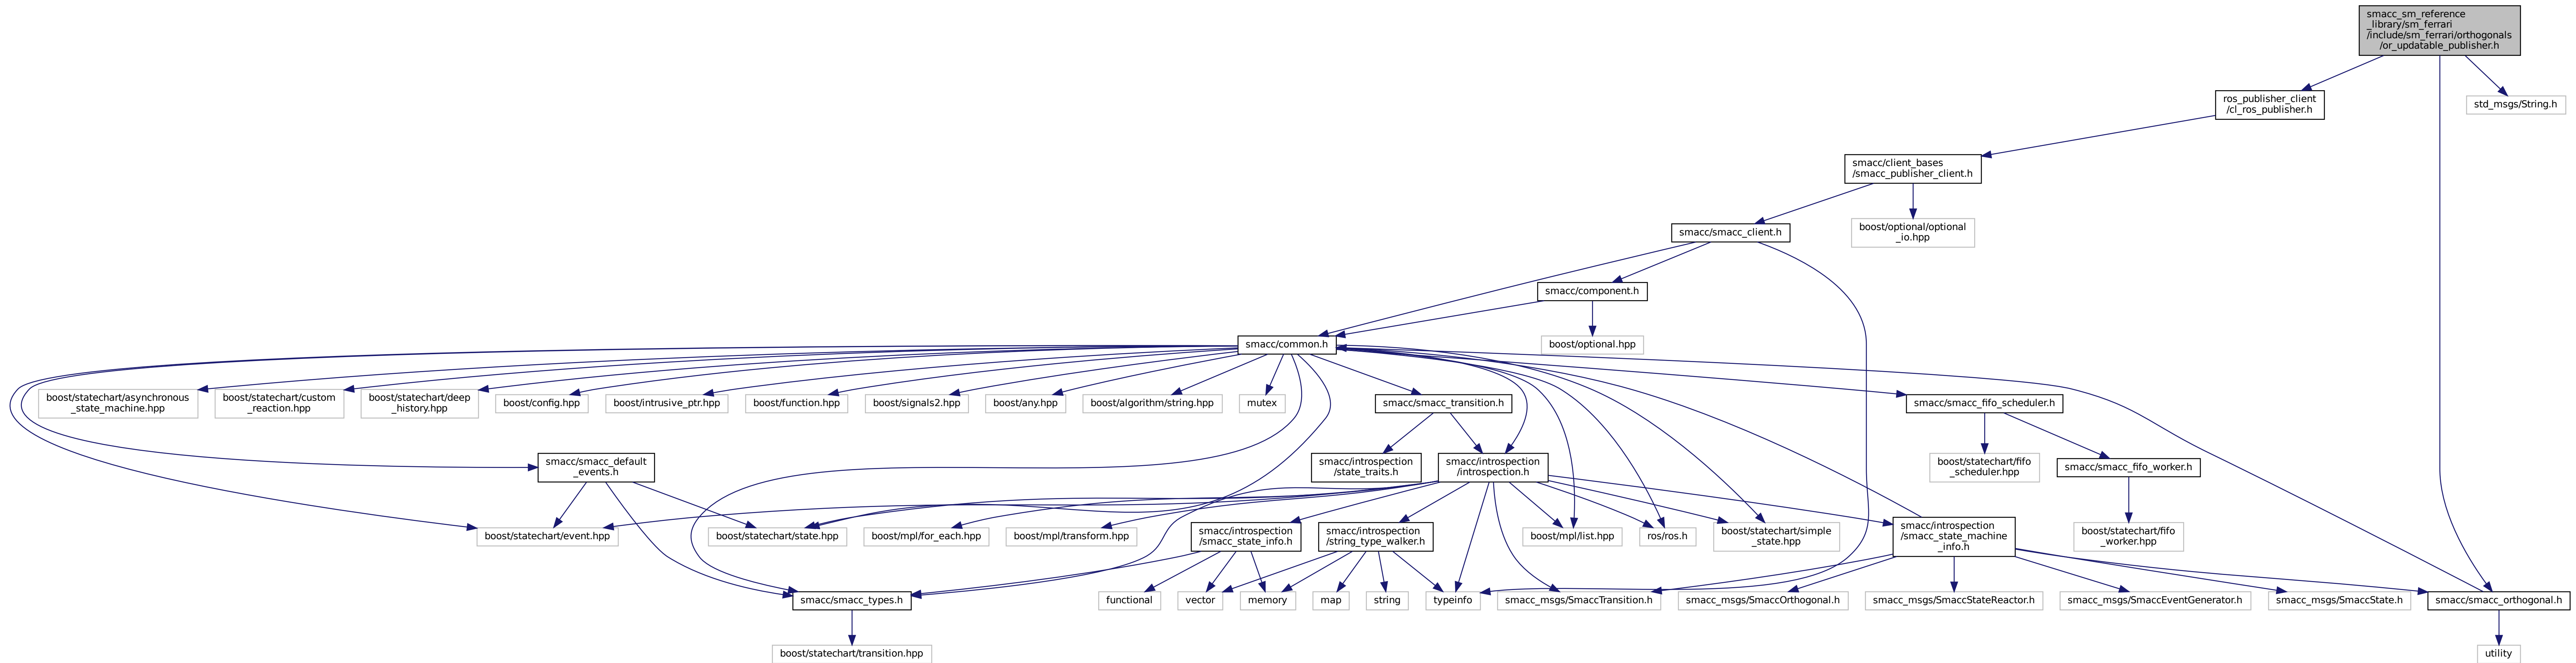 smacc_sm_reference
_library/sm_ferrari
/include/sm_ferrari/orthogonals
/or_updatable_publisher.h
ros_publisher_client
/cl_ros_publisher.h
std_msgs/String.h
smacc/client_bases
/smacc_publisher_client.h
smacc/smacc_client.h
boost/optional/optional
_io.hpp
smacc/component.h
smacc/common.h
boost/optional.hpp
boost/statechart/asynchronous
_state_machine.hpp
boost/statechart/custom
_reaction.hpp
boost/statechart/deep
_history.hpp
boost/config.hpp
boost/intrusive_ptr.hpp
boost/function.hpp
boost/signals2.hpp
boost/any.hpp
boost/algorithm/string.hpp
mutex
smacc/smacc_transition.h
smacc/smacc_fifo_scheduler.h
smacc/smacc_default
_events.h
smacc/introspection
/state_traits.h
smacc/introspection
/introspection.h
boost/statechart/fifo
_scheduler.hpp
smacc/smacc_fifo_worker.h
boost/statechart/event.hpp
boost/statechart/state.hpp
boost/mpl/for_each.hpp
boost/mpl/transform.hpp
smacc/introspection
/smacc_state_info.h
smacc/introspection
/string_type_walker.h
boost/mpl/list.hpp
ros/ros.h
boost/statechart/simple
_state.hpp
smacc/introspection
/smacc_state_machine
_info.h
boost/statechart/fifo
_worker.hpp
smacc/smacc_types.h
functional
vector
memory
map
string
typeinfo
smacc_msgs/SmaccTransition.h
smacc_msgs/SmaccOrthogonal.h
smacc_msgs/SmaccStateReactor.h
smacc_msgs/SmaccEventGenerator.h
smacc_msgs/SmaccState.h
smacc/smacc_orthogonal.h
boost/statechart/transition.hpp
utility